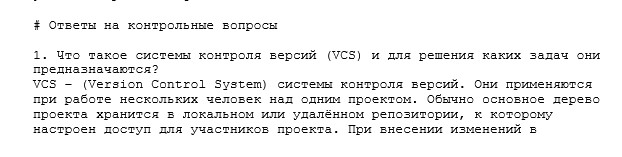 # Ответы на контрольные вопросы
1. Что такое системы контроля версий (VCS) и для решения каких задач они
предназначаются?
VCS – (Version Control System) системы контроля версий. Они применяются
при работе нескольких человек над одним проектом. Обычно основное дерево
проекта хранится в локальном или удалённом репозитории, к которому
настроен доступ для участников проекта. При внесении изменений в